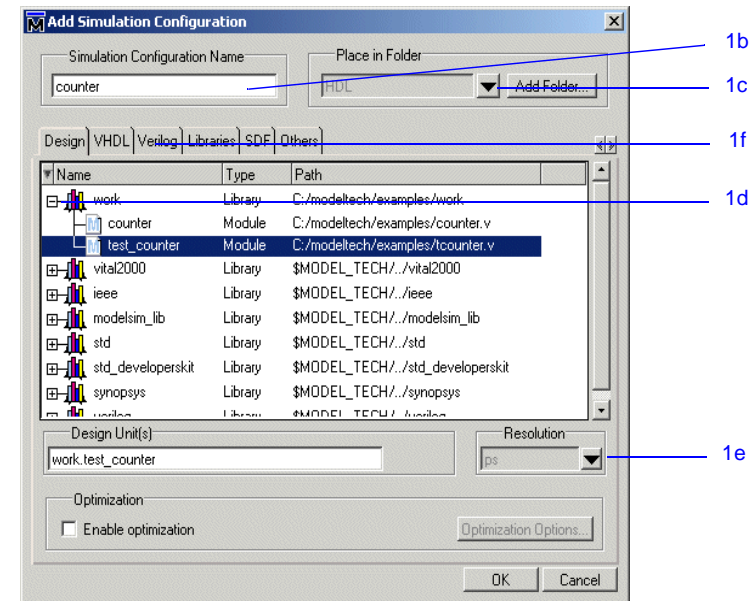 Add Simulation Configuration
Simulation Configuration Name
Place in Folder
1b
counter
HDL
Add Folder...
1c
Design VHDL Verilog Libraries SDF Others
1f
Name Type Path
work Library C:/modeltech/examples/work
1d
counter Module C:/modeltech/examples/counter.v
test_counter Module C:/modeltech/examples/tcounter.v
vital2000 Library $MODEL_TECH/../vital2000
ieee Library $MODEL_TECH/../ieee
modelsim_lib Library $MODEL_TECH/../modelsim_lib
std Library $MODEL_TECH/../std
std_developerskit Library $MODEL_TECH/../std_developerskit
synopsys Library $MODEL_TECH/../synopsys
verilog Library $MODEL_TECH/../verilog
Design Unit(s)
Resolution
work.test_counter
ps
1e
Optimization
Enable optimization
Optimization Options...
OK
Cancel